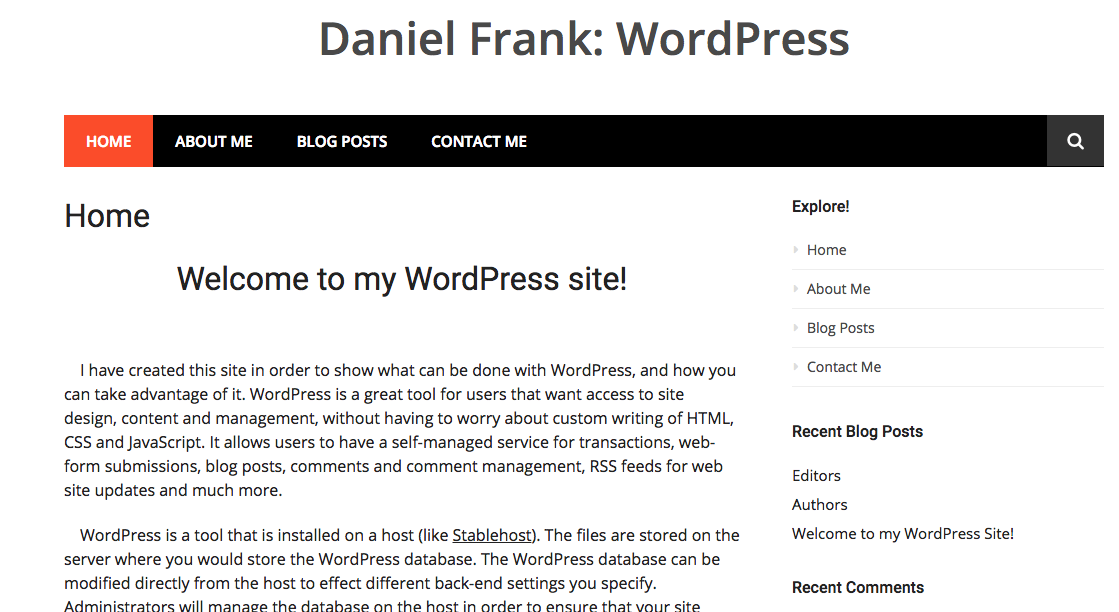 Daniel Frank: WordPress
HOME ABOUT ME BLOG POSTS CONTACT ME
Home
Welcome to my WordPress site!
I have created this site in order to show what can be done with WordPress, and how you
can take advantage of it. WordPress is a great tool for users that want access to site
design, content and management, without having to worry about custom writing of HTML,
CSS and JavaScript. It allows users to have a self-managed service for transactions, web-
form submissions, blog posts, comments and comment management, RSS feeds for web
site updates and much more.
WordPress is a tool that is installed on a host (like Stablehost). The files are stored on the
server where you would store the WordPress database. The WordPress database can be
modified directly from the host to effect different back-end settings you specify.
Administrators will manage the database on the host in order to ensure that your site
Explore!
Home
About Me
Blog Posts
Contact Me
Recent Blog Posts
Editors
Authors
Welcome to my WordPress Site!
Recent Comments